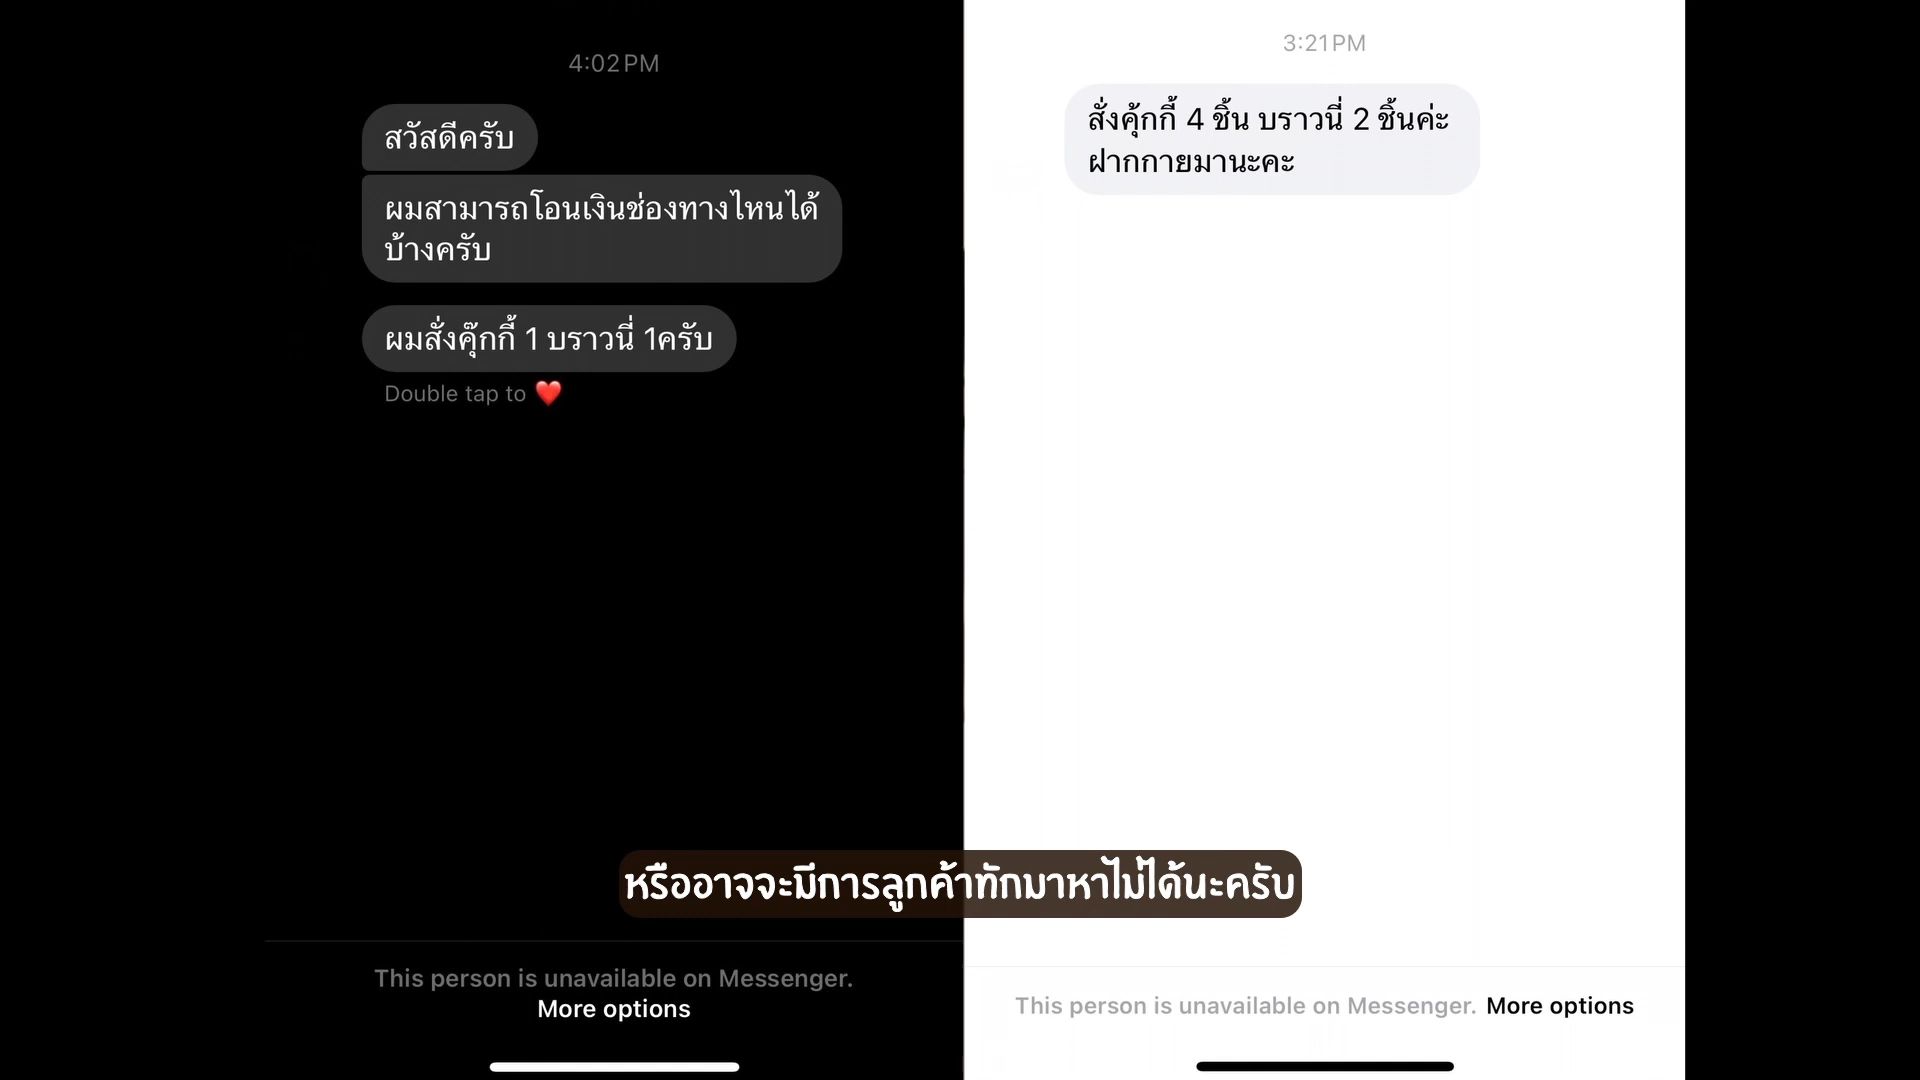 4:02 PM
สวัสดีครับ
ผมสามารถโอนเงินช่องทางไหนได้
บ้างครับ
ผมสั่งคุ๊กกี้ 1 บราวนี่ 1ครับ
Double tap to ❤️
This person is unavailable on Messenger.
More options
3:21 PM
สั่งคุ้กกี้ 4 ชิ้น บราวนี่ 2 ชิ้นค่ะ
ฝากกายมานะคะ
This person is unavailable on Messenger. More options
หรืออาจจะมีการลูกค้าทักมาหาไม่ได้นะครับ